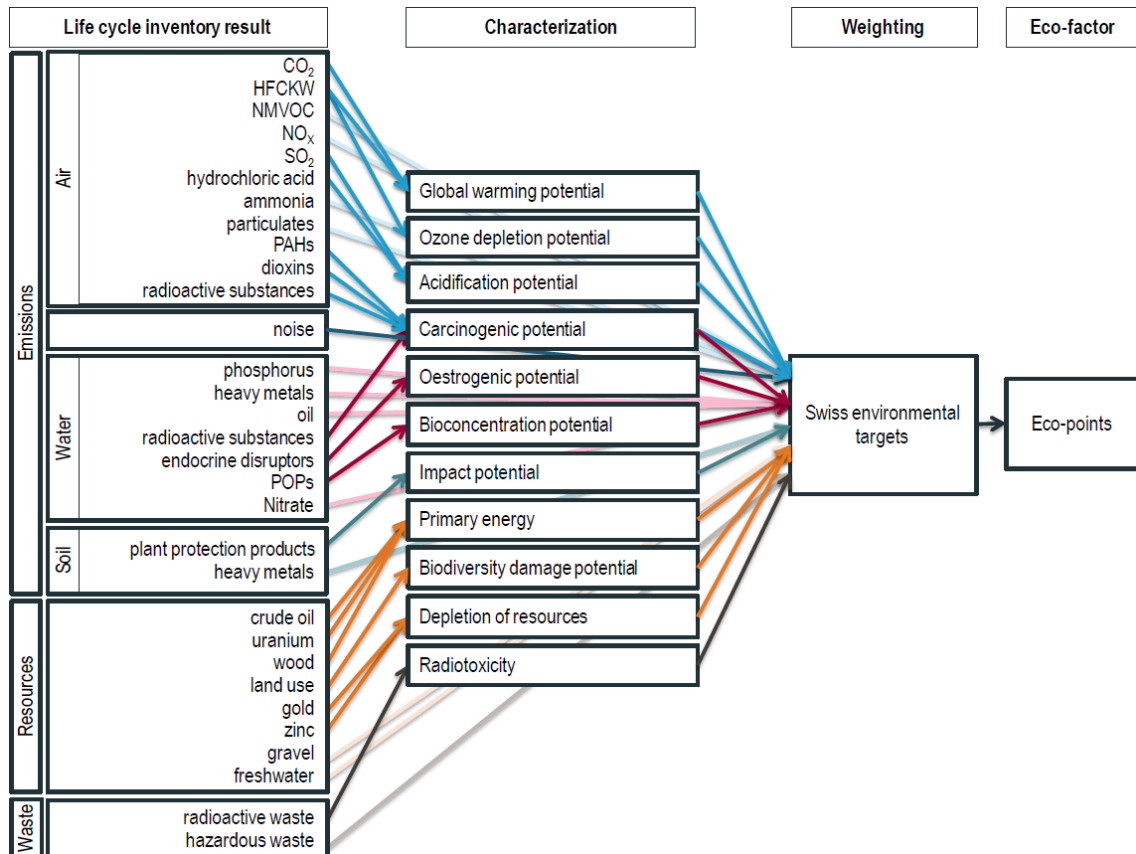 Life cycle inventory result
Characterization
Weighting
Eco-factor
Emissions
Air
CO₂
HFCKW
NMVOC
NOₓ
SO₂
hydrochloric acid
ammonia
particulates
PAHs
dioxins
radioactive substances
noise
Water
phosphorus
heavy metals
oil
radioactive substances
endocrine disruptors
POPs
Nitrate
Soil
plant protection products
heavy metals
Resources
crude oil
uranium
wood
land use
gold
zinc
gravel
freshwater
Waste
radioactive waste
hazardous waste
Global warming potential
Ozone depletion potential
Acidification potential
Carcinogenic potential
Oestrogenic potential
Bioconcentration potential
Impact potential
Primary energy
Biodiversity damage potential
Depletion of resources
Radiotoxicity
Swiss environmental
targets
Eco-points